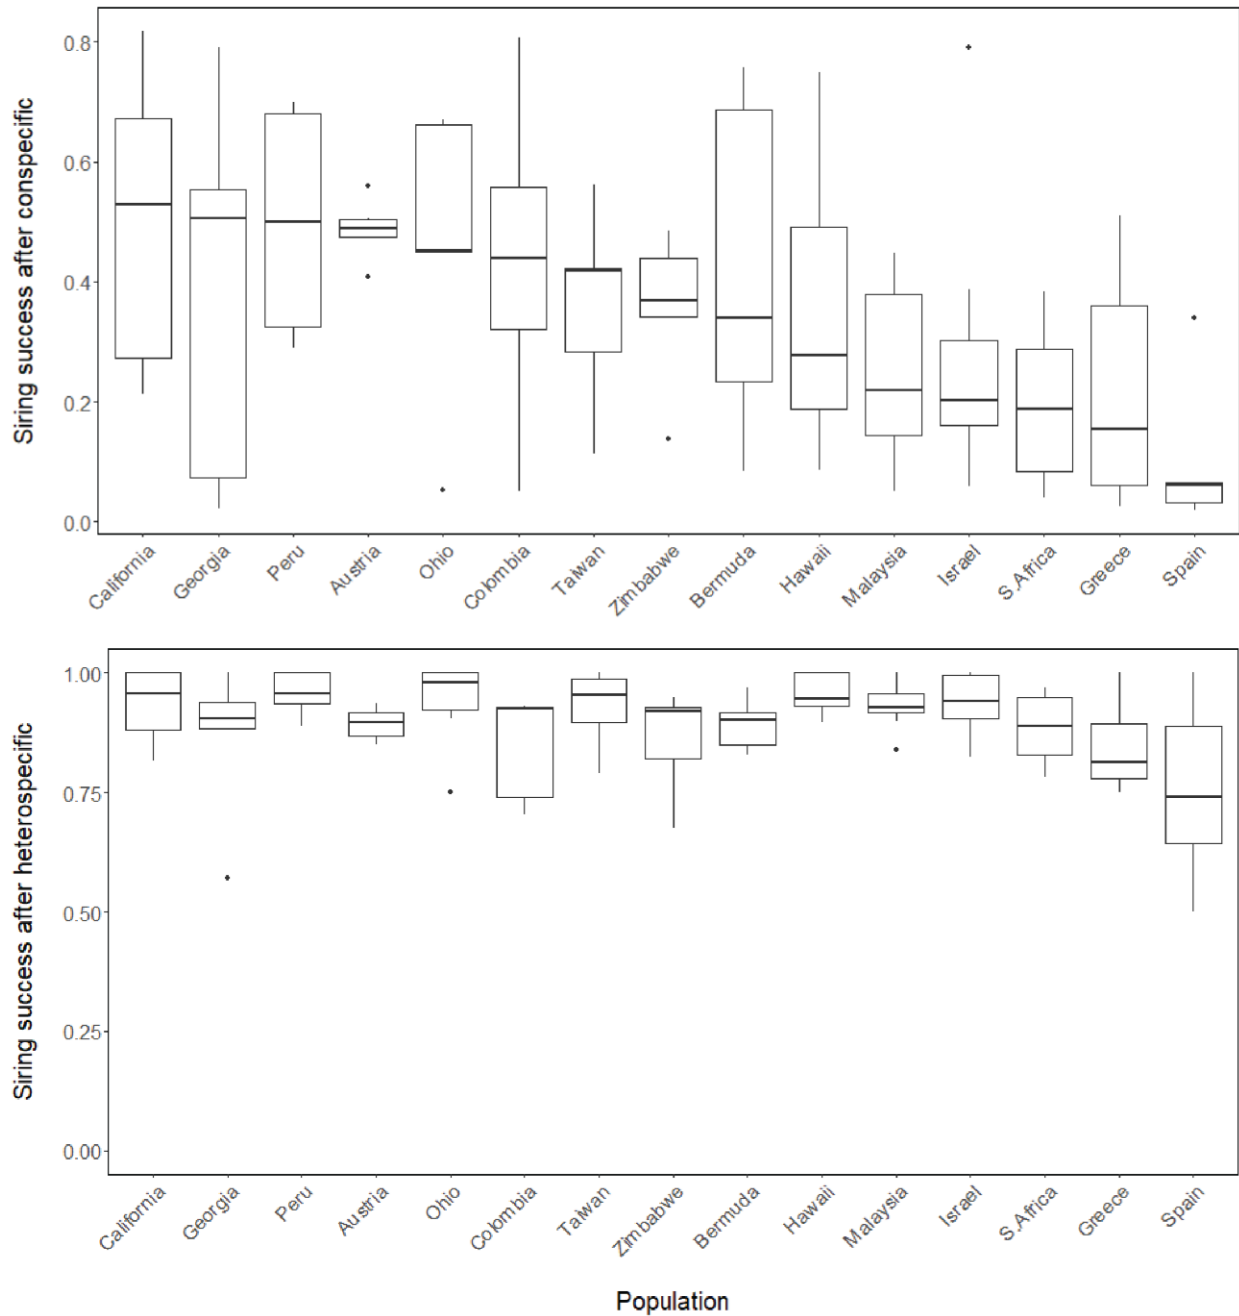 Siring success after conspecific
0.8
0.6
0.4
0.2
0.0
California
Georgia
Peru
Austria
Ohio
Colombia
Taiwan
Zimbabwe
Bermuda
Hawaii
Malaysia
Israel
S.Africa
Greece
Spain
Siring success after heterospecific
1.00
0.75
0.50
0.25
0.00
California
Georgia
Peru
Austria
Ohio
Colombia
Taiwan
Zimbabwe
Bermuda
Hawaii
Malaysia
Israel
S.Africa
Greece
Spain
Population